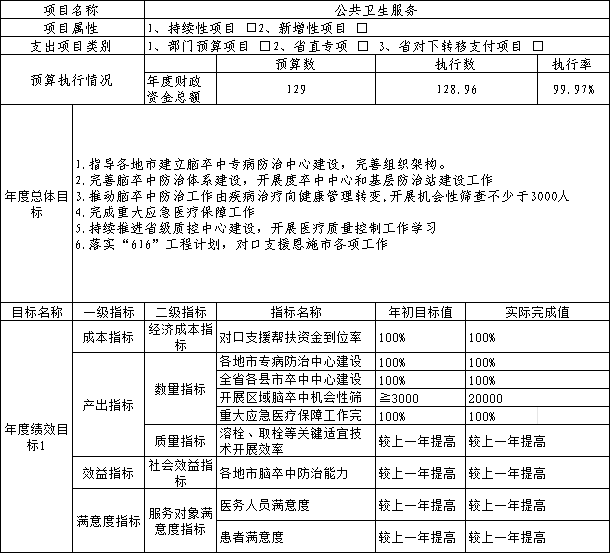 项目名称 公共卫生服务
项目属性 1、持续性项目 □2、新增性项目 □
支出项目类别 1、部门预算项目 □2、省直专项 □ 3、省对下转移支付项目 □
预算执行情况 年度财政资金总额 预算数 执行数 执行率
129 128.96 99.97%
年度总体目标
1.指导各地市建立脑卒中专病防治中心建设，完善组织架构。
2.完善脑卒中防治体系建设，开展度卒中中心和基层防治站建设工作
3.推动脑卒中防治工作由疾病治疗向健康管理转变,开展机会性筛查不少于3000人
4.完成重大应急医疗保障工作
5.持续推进省级质控中心建设，开展医疗质量控制工作学习
6.落实“616”工程计划，对口支援恩施市各项工作
目标名称 一级指标 二级指标 指标名称 年初目标值 实际完成值
年度绩效目标1
成本指标 经济成本指标 对口支援帮扶资金到位率 100% 100%
产出指标 数量指标 各地市专病防治中心建设 100% 100%
全省各县市卒中中心建设 100% 100%
开展区域脑卒中机会性筛 ≧3000 20000
重大应急医疗保障工作完 100% 100%
质量指标 溶栓、取栓等关键适宜技术开展效率 较上一年提高 较上一年提高
效益指标 社会效益指标 各地市脑卒中防治能力 较上一年提高 较上一年提高
满意度指标 服务对象满意度指标 医务人员满意度 较上一年提高 较上一年提高
患者满意度 较上一年提高 较上一年提高